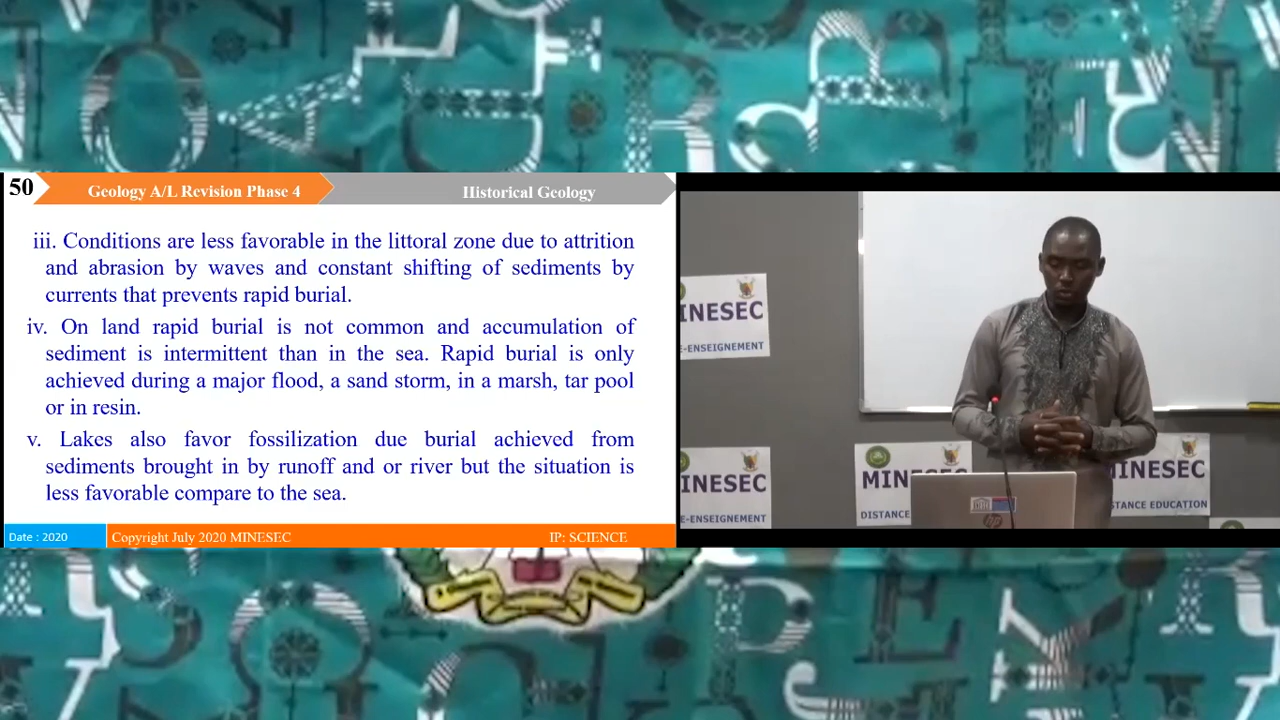 50
Geology A/L Revision Phase 4
Historical Geology
iii. Conditions are less favorable in the littoral zone due to attrition
and abrasion by waves and constant shifting of sediments by
currents that prevents rapid burial.
iv. On land rapid burial is not common and accumulation of
sediment is intermittent than in the sea. Rapid burial is only
achieved during a major flood, a sand storm, in a marsh, tar pool
or in resin.
v. Lakes also favor fossilization due burial achieved from
sediments brought in by runoff and or river but the situation is
less favorable compare to the sea.
Date : 2020
Copyright July 2020 MINESEC
IP: SCIENCE
INESEC
E-ENSEIGNEMENT
INESEC
E-ENSEIGNEMENT
MINESEC
DISTANCE
MINESEC
STANCE EDUCATION
hp